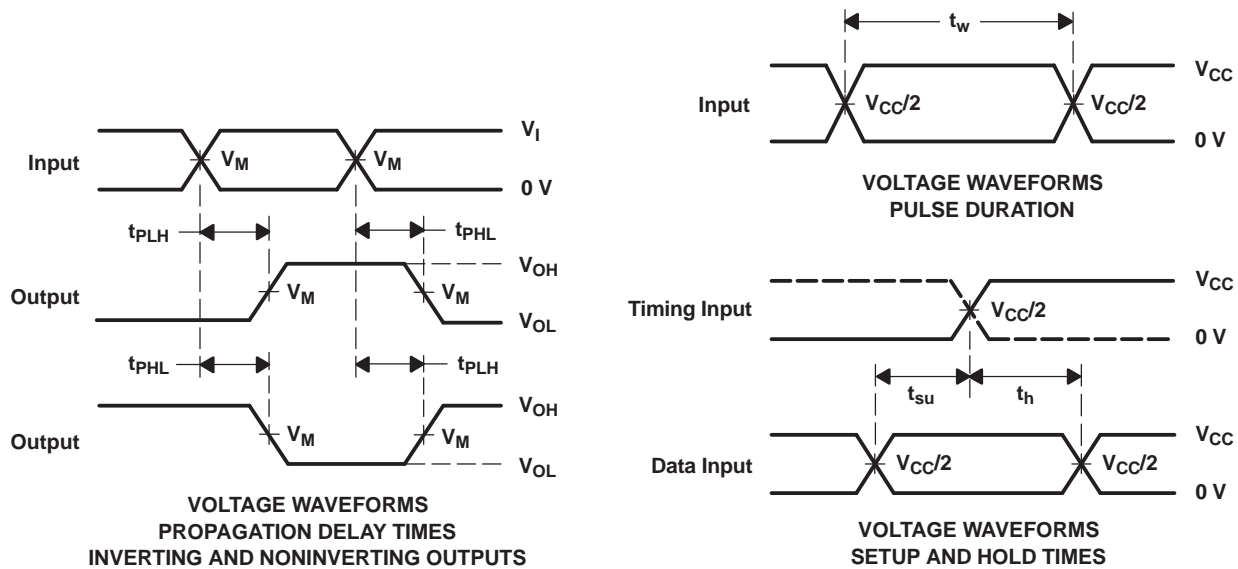 Input
V_M
V_M
V_I
0 V
t_PLH
t_PHL
Output
V_M
V_M
V_OH
V_OL
t_PHL
t_PLH
Output
V_M
V_M
V_OH
V_OL
VOLTAGE WAVEFORMS
PROPAGATION DELAY TIMES
INVERTING AND NONINVERTING OUTPUTS
t_w
Input
V_CC/2
V_CC/2
V_CC
0 V
VOLTAGE WAVEFORMS
PULSE DURATION
Timing Input
V_CC/2
V_CC
0 V
t_su
t_h
Data Input
V_CC/2
V_CC/2
V_CC
0 V
VOLTAGE WAVEFORMS
SETUP AND HOLD TIMES